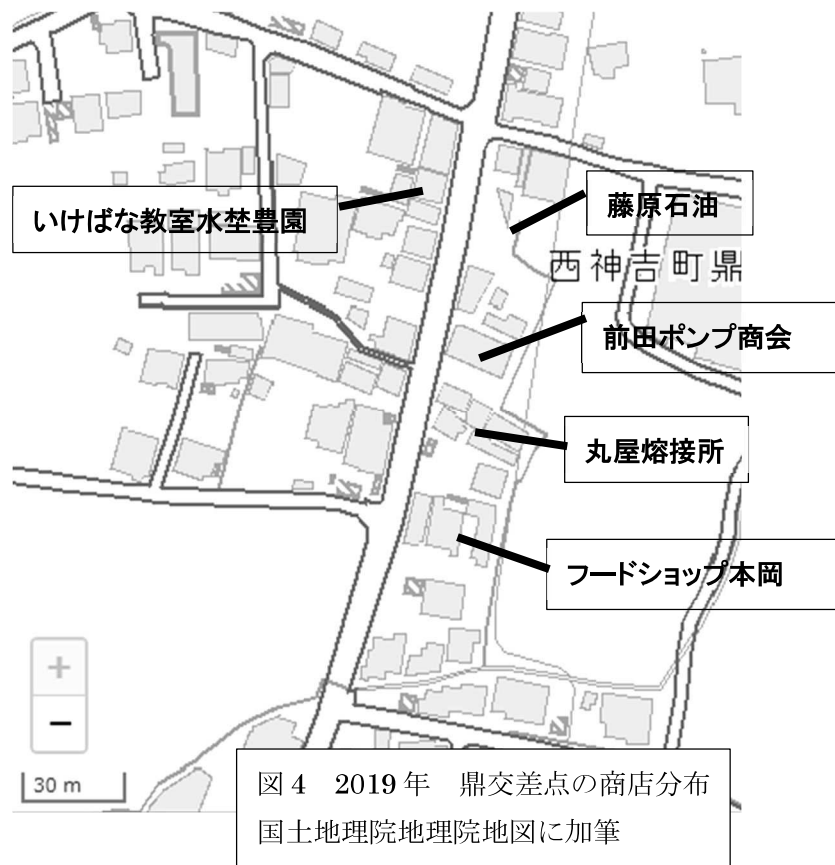 いけばな教室水埜豊園
藤原石油
西神吉町鼎
前田ポンプ商会
丸屋熔接所
フードショップ本岡
+
−
30 m
図4 2019年 鼎交差点の商店分布
国土地理院地理院地図に加筆